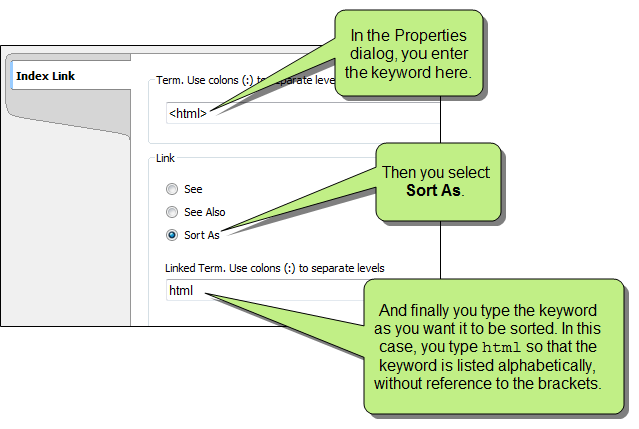 In the Properties
dialog, you enter
the keyword here.
Index Link
Term. Use colons (:) to separate leve
<html>
Link
Then you select
Sort As.
See
See Also
Sort As
Linked Term. Use colons (:) to separate levels
html
And finally you type the keyword
as you want it to be sorted. In this
case, you type html so that the
keyword is listed alphabetically,
without reference to the brackets.